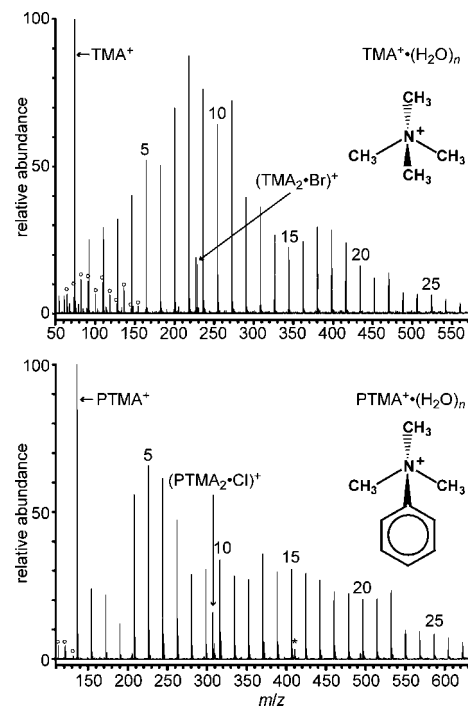 100
TMA+
TMA+•(H2O)n
10
5
CH3
N+
CH3
CH3
CH3
relative abundance
50
(TMA2•Br)+
15
20
25
0
50 100 150 200 250 300 350 400 450 500 550
100
PTMA+
PTMA+•(H2O)n
5
CH3
(PTMA2•Cl)+
N+
CH3
CH3
relative abundance
50
10
15
20
25
*
0
150 200 250 300 350 400 450 500 550 600
m/z